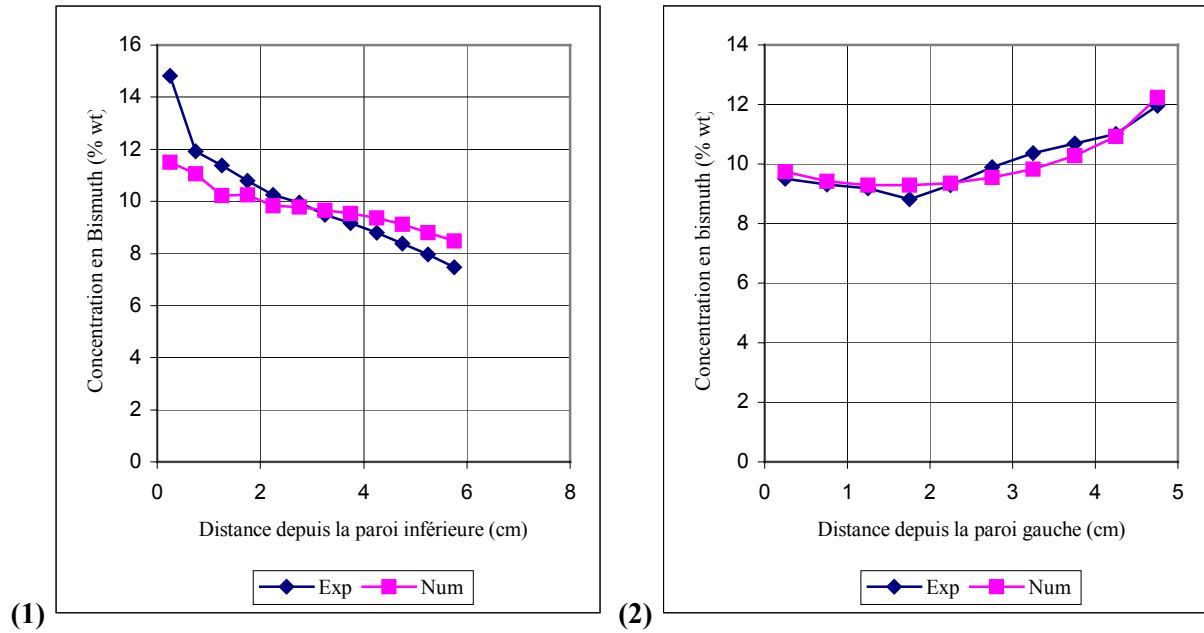 16
14
12
10
8
6
4
2
0
Concentration en Bismuth (% wt)
0 2 4 6 8
Distance depuis la paroi inférieure (cm)
Exp Num
(1)
14
12
10
8
6
4
2
0
Concentration en bismuth (% wt)
0 1 2 3 4 5
Distance depuis la paroi gauche (cm)
Exp Num
(2)